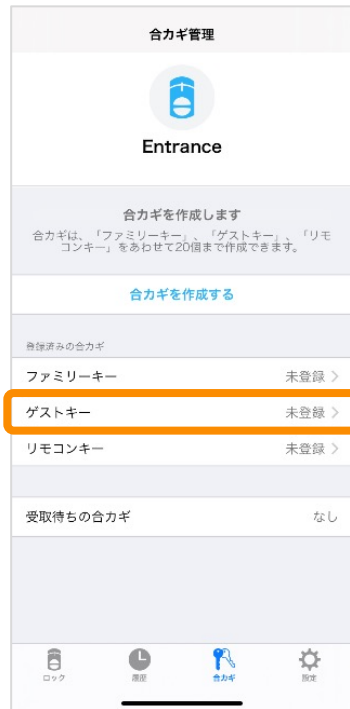 合カギ管理
Entrance
合カギを作成します
合カギは、「ファミリーキー」、「ゲストキー」、「リモ
コンキー」をあわせて20個まで作成できます。
合カギを作成する
登録済みの合カギ
ファミリーキー 未登録
ゲストキー 未登録
リモコンキー 未登録
受取待ちの合カギ なし
ロック 履歴 合カギ 設定